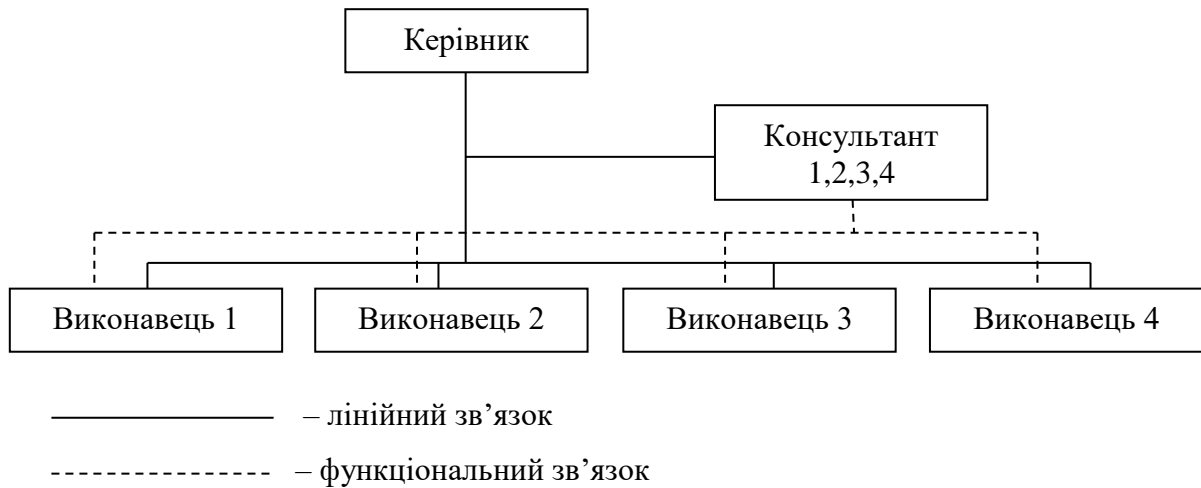 Керівник
Консультант
1,2,3,4
Виконавець 1
Виконавець 2
Виконавець 3
Виконавець 4
– лінійний зв’язок
– функціональний зв’язок